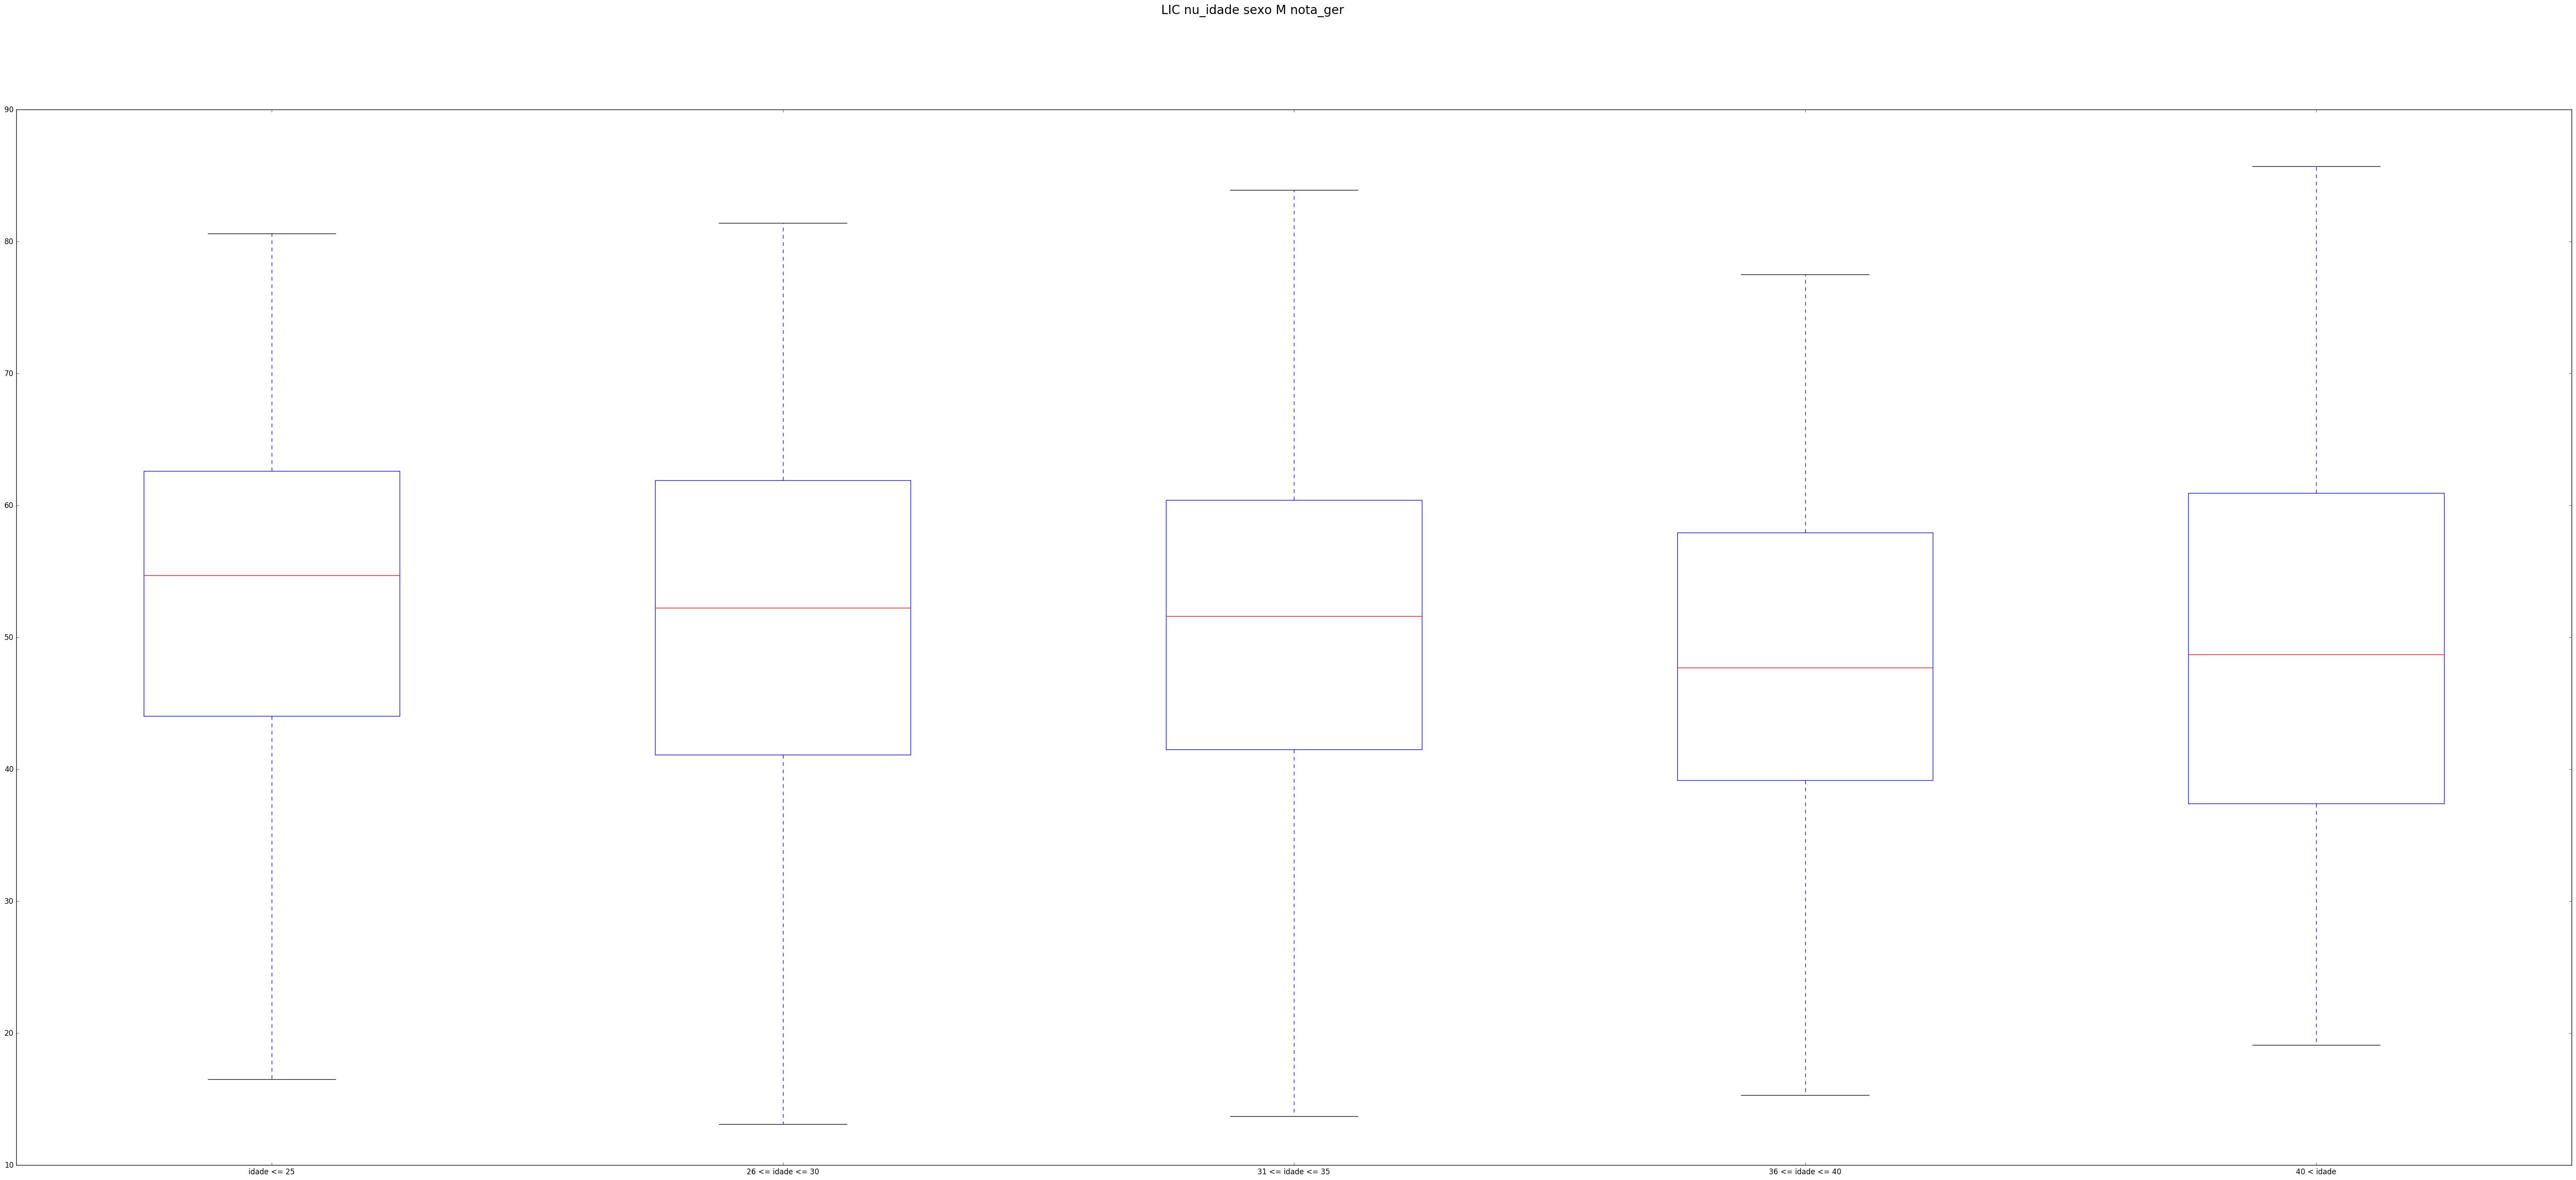 LIC nu_idade sexo M nota_ger
90
80
70
60
50
40
30
20
10
idade <= 25
26 <= idade <= 30
31 <= idade <= 35
36 <= idade <= 40
40 < idade